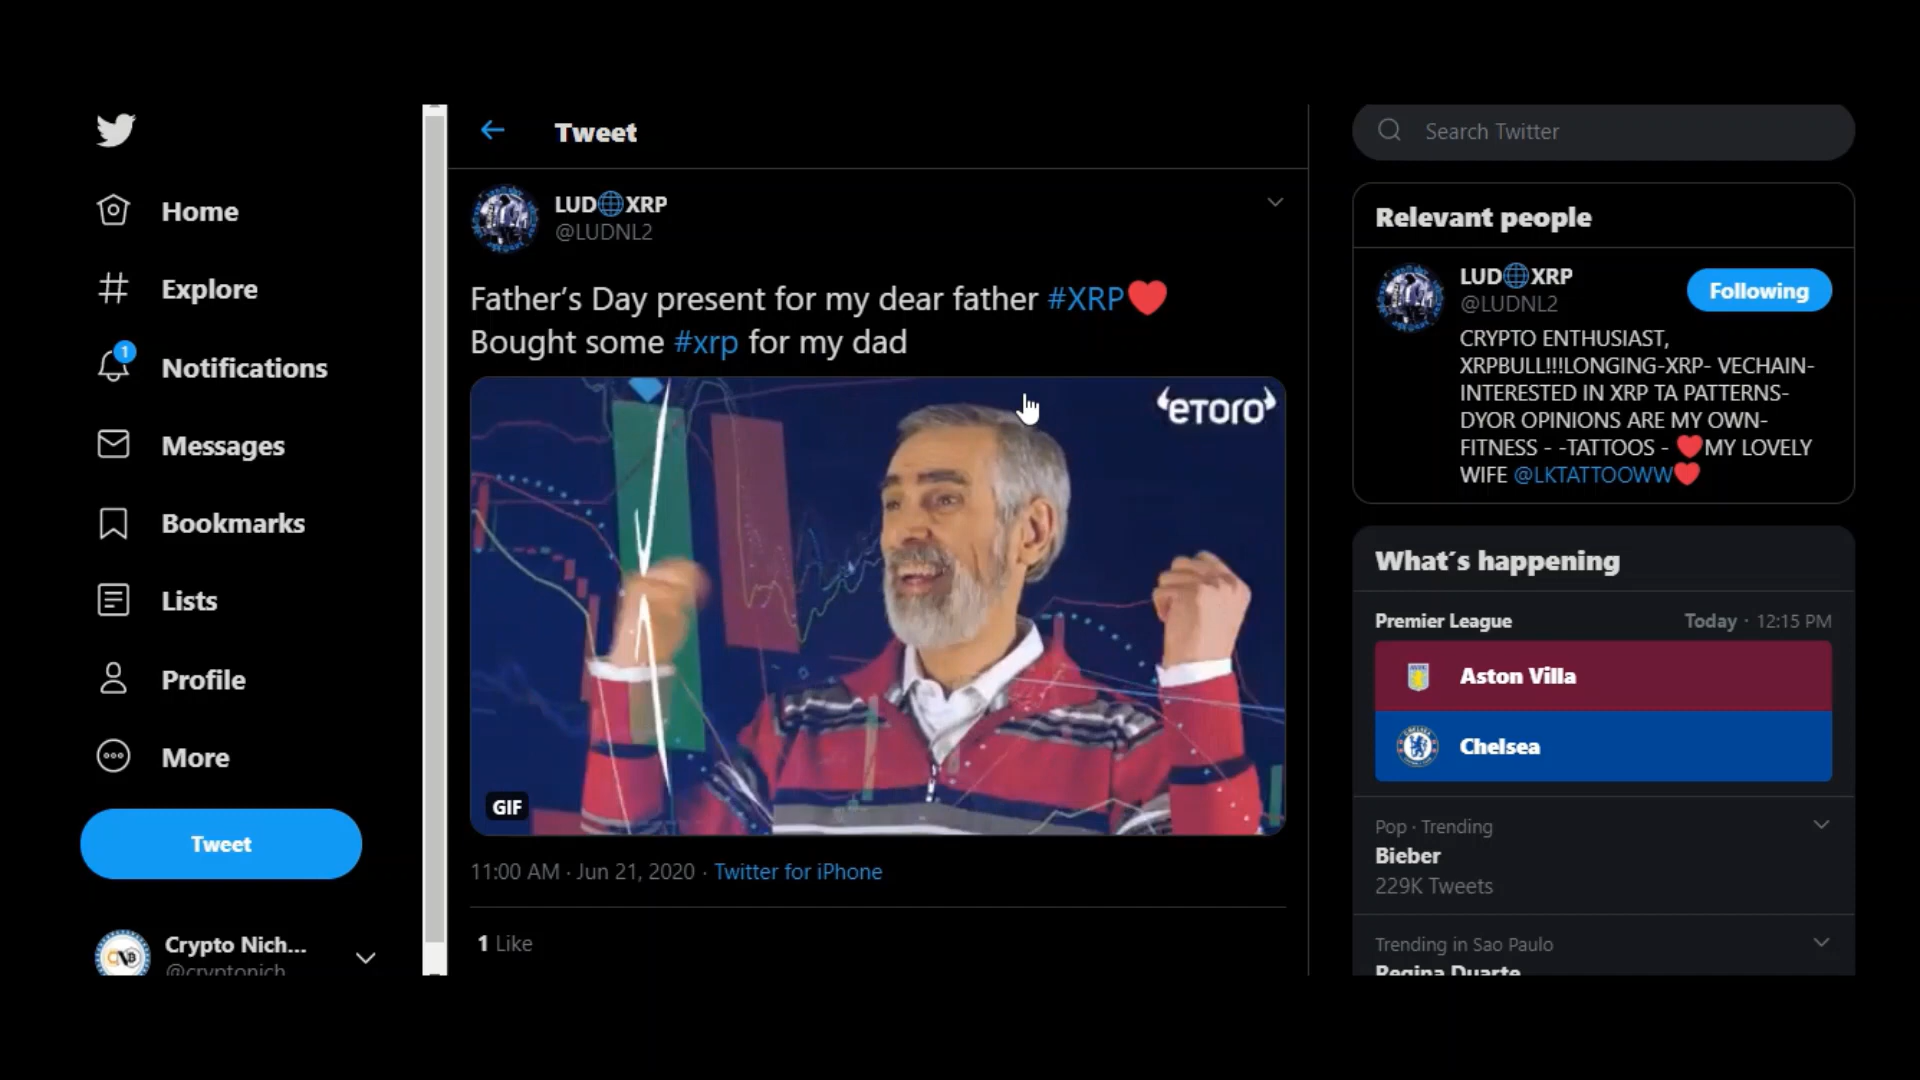 Home
Explore
1
Notifications
Messages
Bookmarks
Lists
Profile
More
Tweet
Crypto Nich...
@cryptonich
Tweet
LUD🌐XRP
@LUDNL2
Father's Day present for my dear father #XRP❤️
Bought some #xrp for my dad
eToro
GIF
11:00 AM · Jun 21, 2020 · Twitter for iPhone
1 Like
Search Twitter
Relevant people
LUD🌐XRP
@LUDNL2
Following
CRYPTO ENTHUSIAST,
XRPBULL!!!LONGING-XRP- VECHAIN-
INTERESTED IN XRP TA PATTERNS-
DYOR OPINIONS ARE MY OWN-
FITNESS - -TATTOOS - ❤️MY LOVELY
WIFE @LKTATTOOWW❤️
What´s happening
Premier League Today · 12:15 PM
Aston Villa
Chelsea
Pop · Trending
Bieber
229K Tweets
Trending in Sao Paulo
Regina Duarte